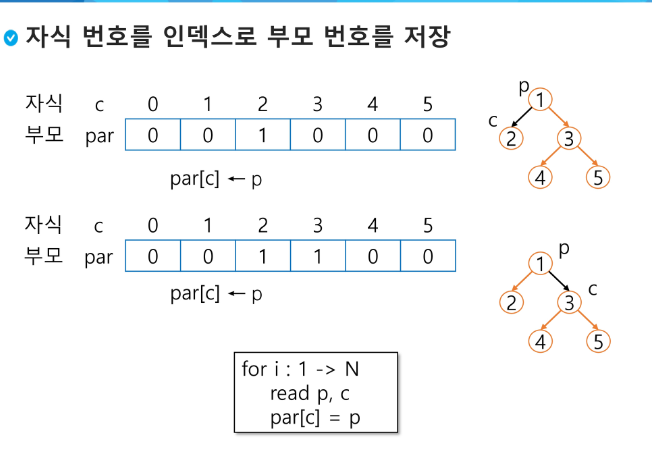 자식 번호를 인덱스로 부모 번호를 저장
자식 c 0 1 2 3 4 5
부모 par 0 0 1 0 0 0
par[c] ← p
p
1
c
2 3
4 5
자식 c 0 1 2 3 4 5
부모 par 0 0 1 1 0 0
par[c] ← p
p
1
c
2 3
4 5
for i : 1 -> N
read p, c
par[c] = p